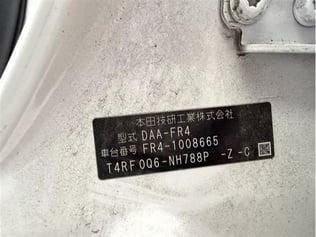 本田技研工業株式会社
型式 DAA-FR4
車台番号 FR4-1008665
T4RF0Q6-NH788P -Z -C